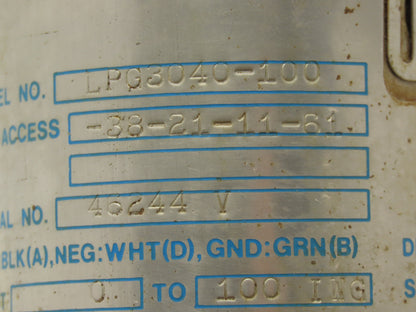 EL NO. LPG3040-100
ACCESS -38-21-11-61
AL NO. 46244 V
BLK(A),NEG:WHT(D), GND:GRN(B) D
T 0 TO 100 ING S